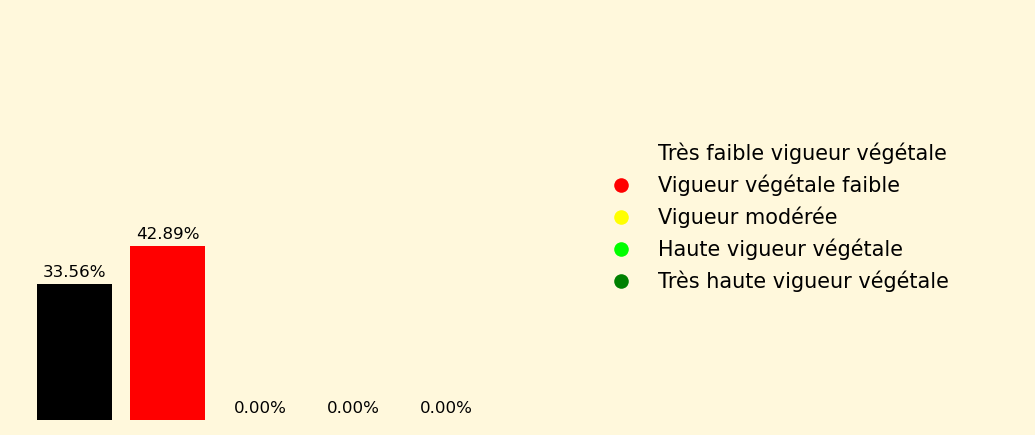 Très faible vigueur végétale
Vigueur végétale faible
Vigueur modérée
Haute vigueur végétale
Très haute vigueur végétale
42.89%
33.56%
0.00% 0.00% 0.00%